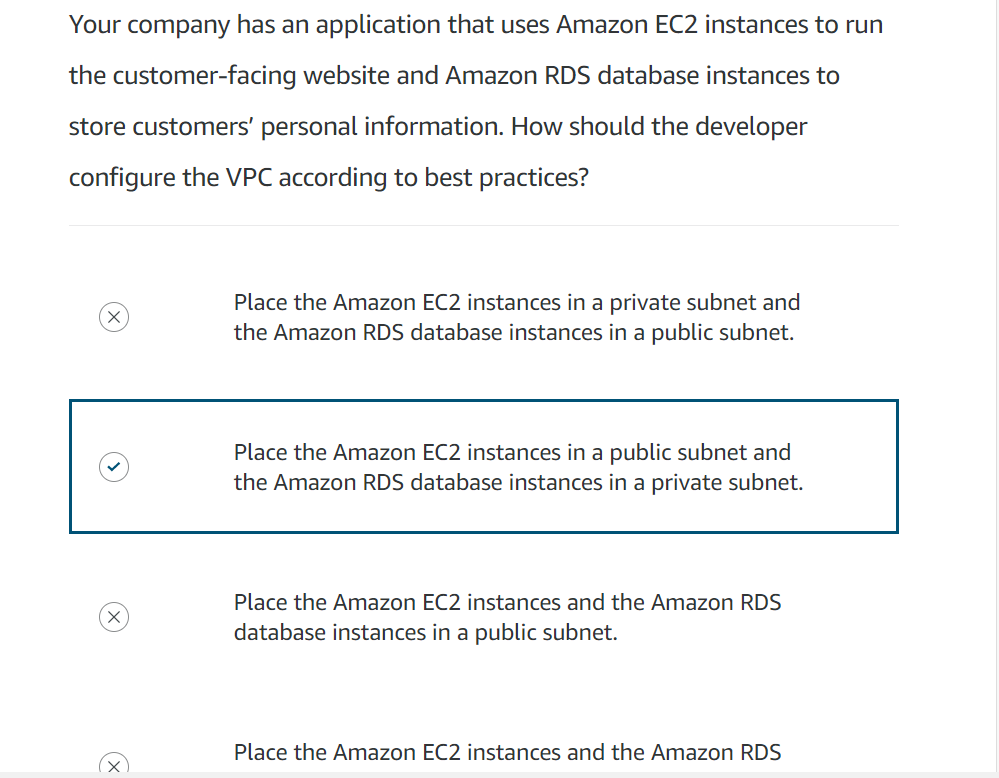 Your company has an application that uses Amazon EC2 instances to run
the customer-facing website and Amazon RDS database instances to
store customers’ personal information. How should the developer
configure the VPC according to best practices?
Place the Amazon EC2 instances in a private subnet and
the Amazon RDS database instances in a public subnet.
Place the Amazon EC2 instances in a public subnet and
the Amazon RDS database instances in a private subnet.
Place the Amazon EC2 instances and the Amazon RDS
database instances in a public subnet.
Place the Amazon EC2 instances and the Amazon RDS